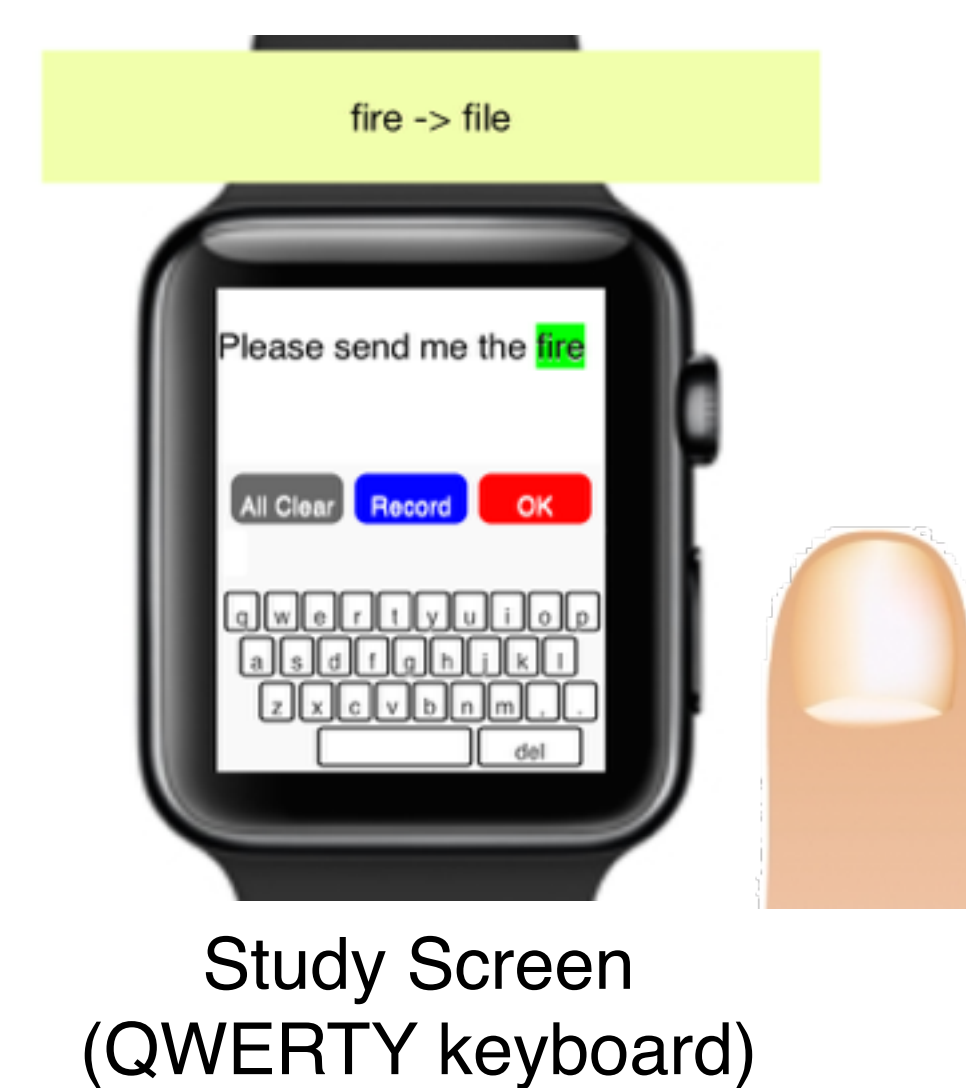 fire -> file
Please send me the fire
All Clear Record OK
q w e r t y u i o p
a s d f g h j k l
z x c v b n m , .
del
Study Screen
(QWERTY keyboard)